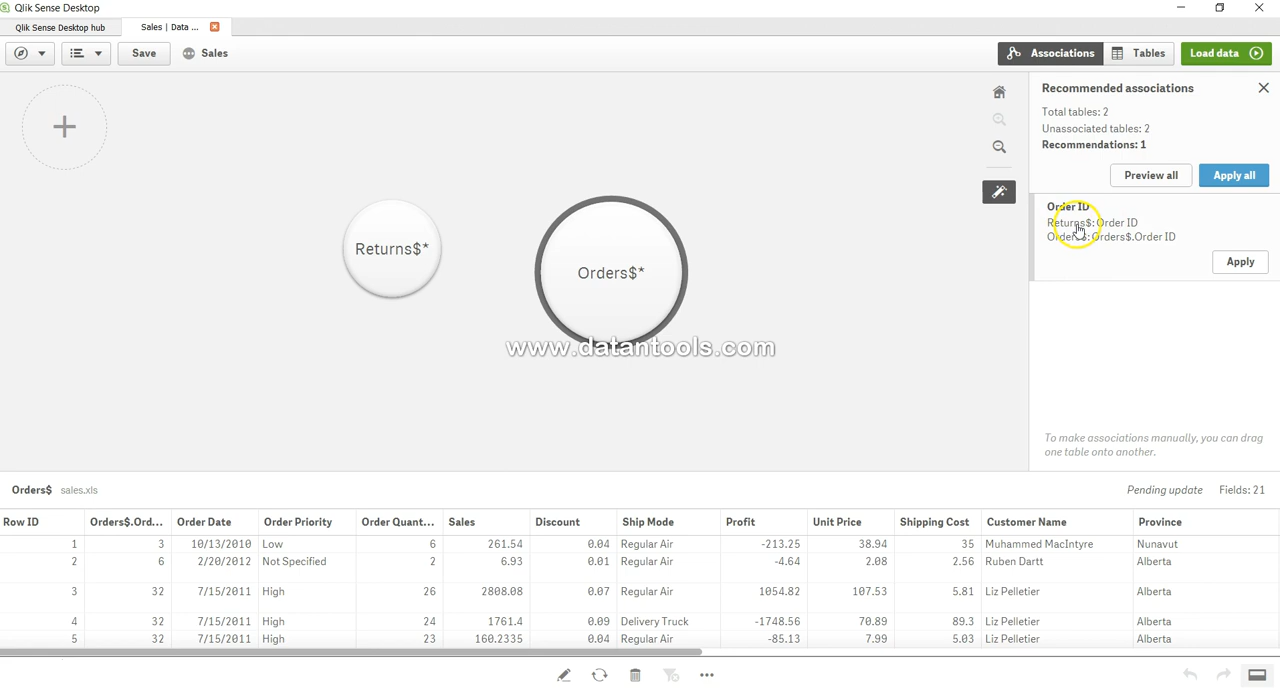 Qlik Sense Desktop
Qlik Sense Desktop hub
Sales | Data ...
Save
Sales
Associations
Tables
Load data
Recommended associations
Total tables: 2
Unassociated tables: 2
Recommendations: 1
Preview all
Apply all
Order ID
Returns$: Order ID
Orders$: Orders$.Order ID
Apply
Returns$*
Orders$*
www.datantools.com
To make associations manually, you can drag
one table onto another.
Orders$ sales.xls Pending update Fields: 21
Row ID Orders$.Ord... Order Date Order Priority Order Quant... Sales Discount Ship Mode Profit Unit Price Shipping Cost Customer Name Province
1 3 10/13/2010 Low 6 261.54 0.04 Regular Air -213.25 38.94 35 Muhammed MacIntyre Nunavut
2 6 2/20/2012 Not Specified 2 6.93 0.01 Regular Air -4.64 2.08 2.56 Ruben Dartt Alberta
3 32 7/15/2011 High 26 2808.08 0.07 Regular Air 1054.82 107.53 5.81 Liz Pelletier Alberta
4 32 7/15/2011 High 24 1761.4 0.09 Delivery Truck -1748.56 70.89 89.3 Liz Pelletier Alberta
5 32 7/15/2011 High 23 160.2335 0.04 Regular Air -85.13 7.99 5.03 Liz Pelletier Alberta